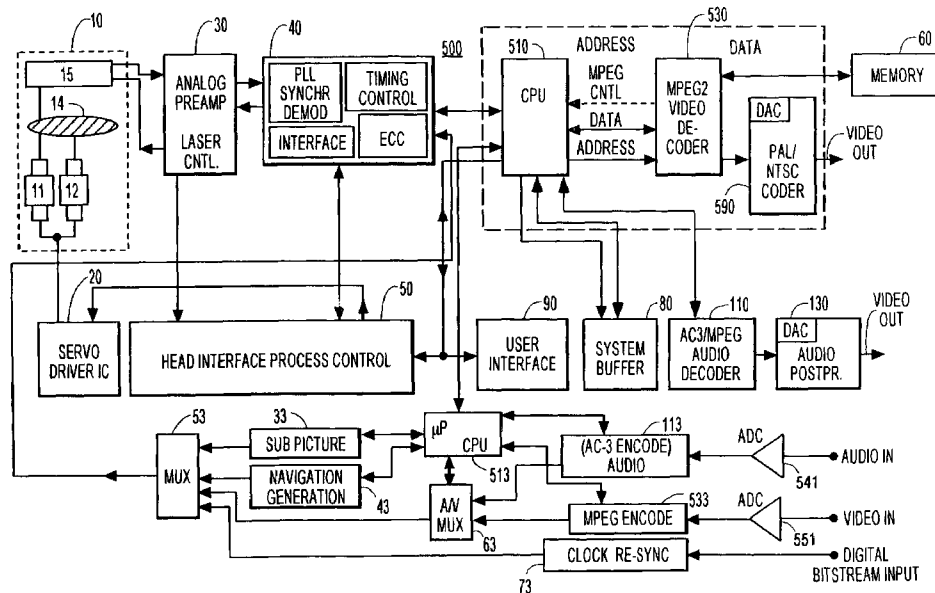 10
30
40
500
510
530
60
15
14
11
12
ANALOG
PREAMP
LASER
CNTL.
PLL
SYNCHR
DEMOD
TIMING
CONTROL
INTERFACE
ECC
ADDRESS
DATA
CPU
MPEG
CNTL
DATA
ADDRESS
MPEG2
VIDEO DE-
CODER
MEMORY
DAC
PAL/
NTSC
CODER
590
VIDEO
OUT
20
50
90
80
110
130
VIDEO
OUT
SERVO
DRIVER IC
HEAD INTERFACE PROCESS CONTROL
USER
INTERFACE
SYSTEM
BUFFER
AC3/MPEG
AUDIO
DECODER
DAC
AUDIO
POSTPR.
53
33
µP
CPU
513
113
MUX
SUB PICTURE
NAVIGATION
GENERATION
43
A/V
MUX
63
(AC-3 ENCODE)
AUDIO
ADC
541
AUDIO IN
533
MPEG ENCODE
ADC
551
VIDEO IN
CLOCK RE-SYNC
73
DIGITAL
BITSTREAM INPUT